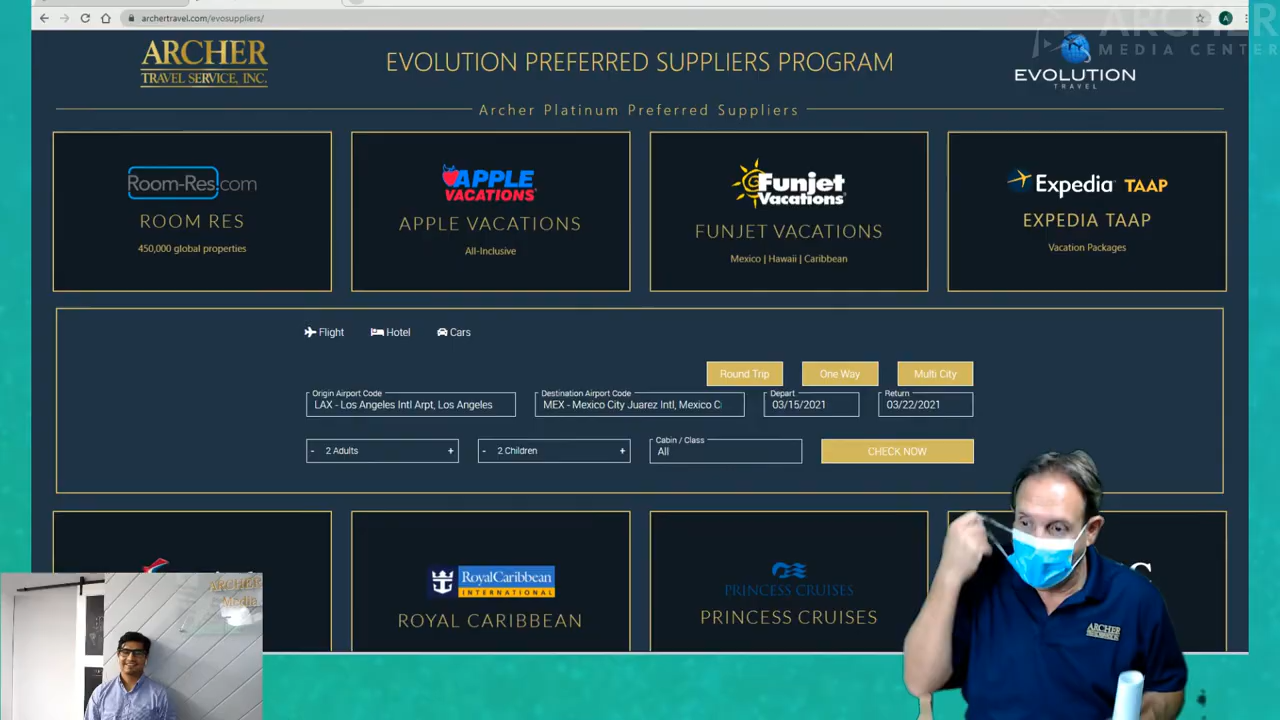 archertravel.com/evosuppliers/
A
ARCHER
MEDIA CENTER
ARCHER
TRAVEL SERVICE, INC.
EVOLUTION PREFERRED SUPPLIERS PROGRAM
EVOLUTION
TRAVEL
Archer Platinum Preferred Suppliers
Room-Res.com
ROOM RES
450,000 global properties
APPLE
VACATIONS
APPLE VACATIONS
All-Inclusive
Funjet
Vacations
FUNJET VACATIONS
Mexico | Hawaii | Caribbean
Expedia TAAP
EXPEDIA TAAP
Vacation Packages
Flight Hotel Cars
Round Trip One Way Multi City
Origin Airport Code
LAX - Los Angeles Intl Arpt, Los Angeles
Destination Airport Code
MEX - Mexico City Juarez Intl, Mexico C
Depart
03/15/2021
Return
03/22/2021
- 2 Adults +
- 2 Children +
Cabin / Class
All
CHECK NOW
RoyalCaribbean
INTERNATIONAL
ROYAL CARIBBEAN
PRINCESS CRUISES
PRINCESS CRUISES
C
ARCHER
Media
ARCHER